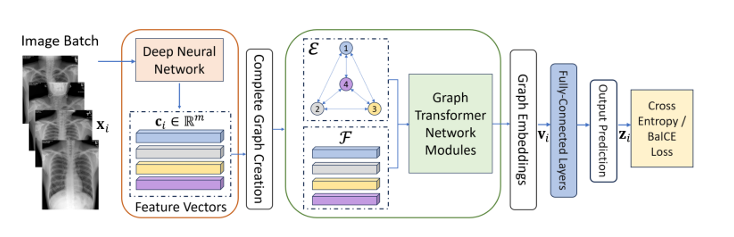 Image Batch
x_i
Deep Neural
Network
c_i ∈ ℝ^m
Feature Vectors
Complete Graph Creation
ℰ
1
4
2
3
ℱ
Graph
Transformer
Network
Modules
Graph Embeddings
v_i
Fully-Connected Layers
Output Prediction
z_i
Cross
Entropy /
BalCE
Loss